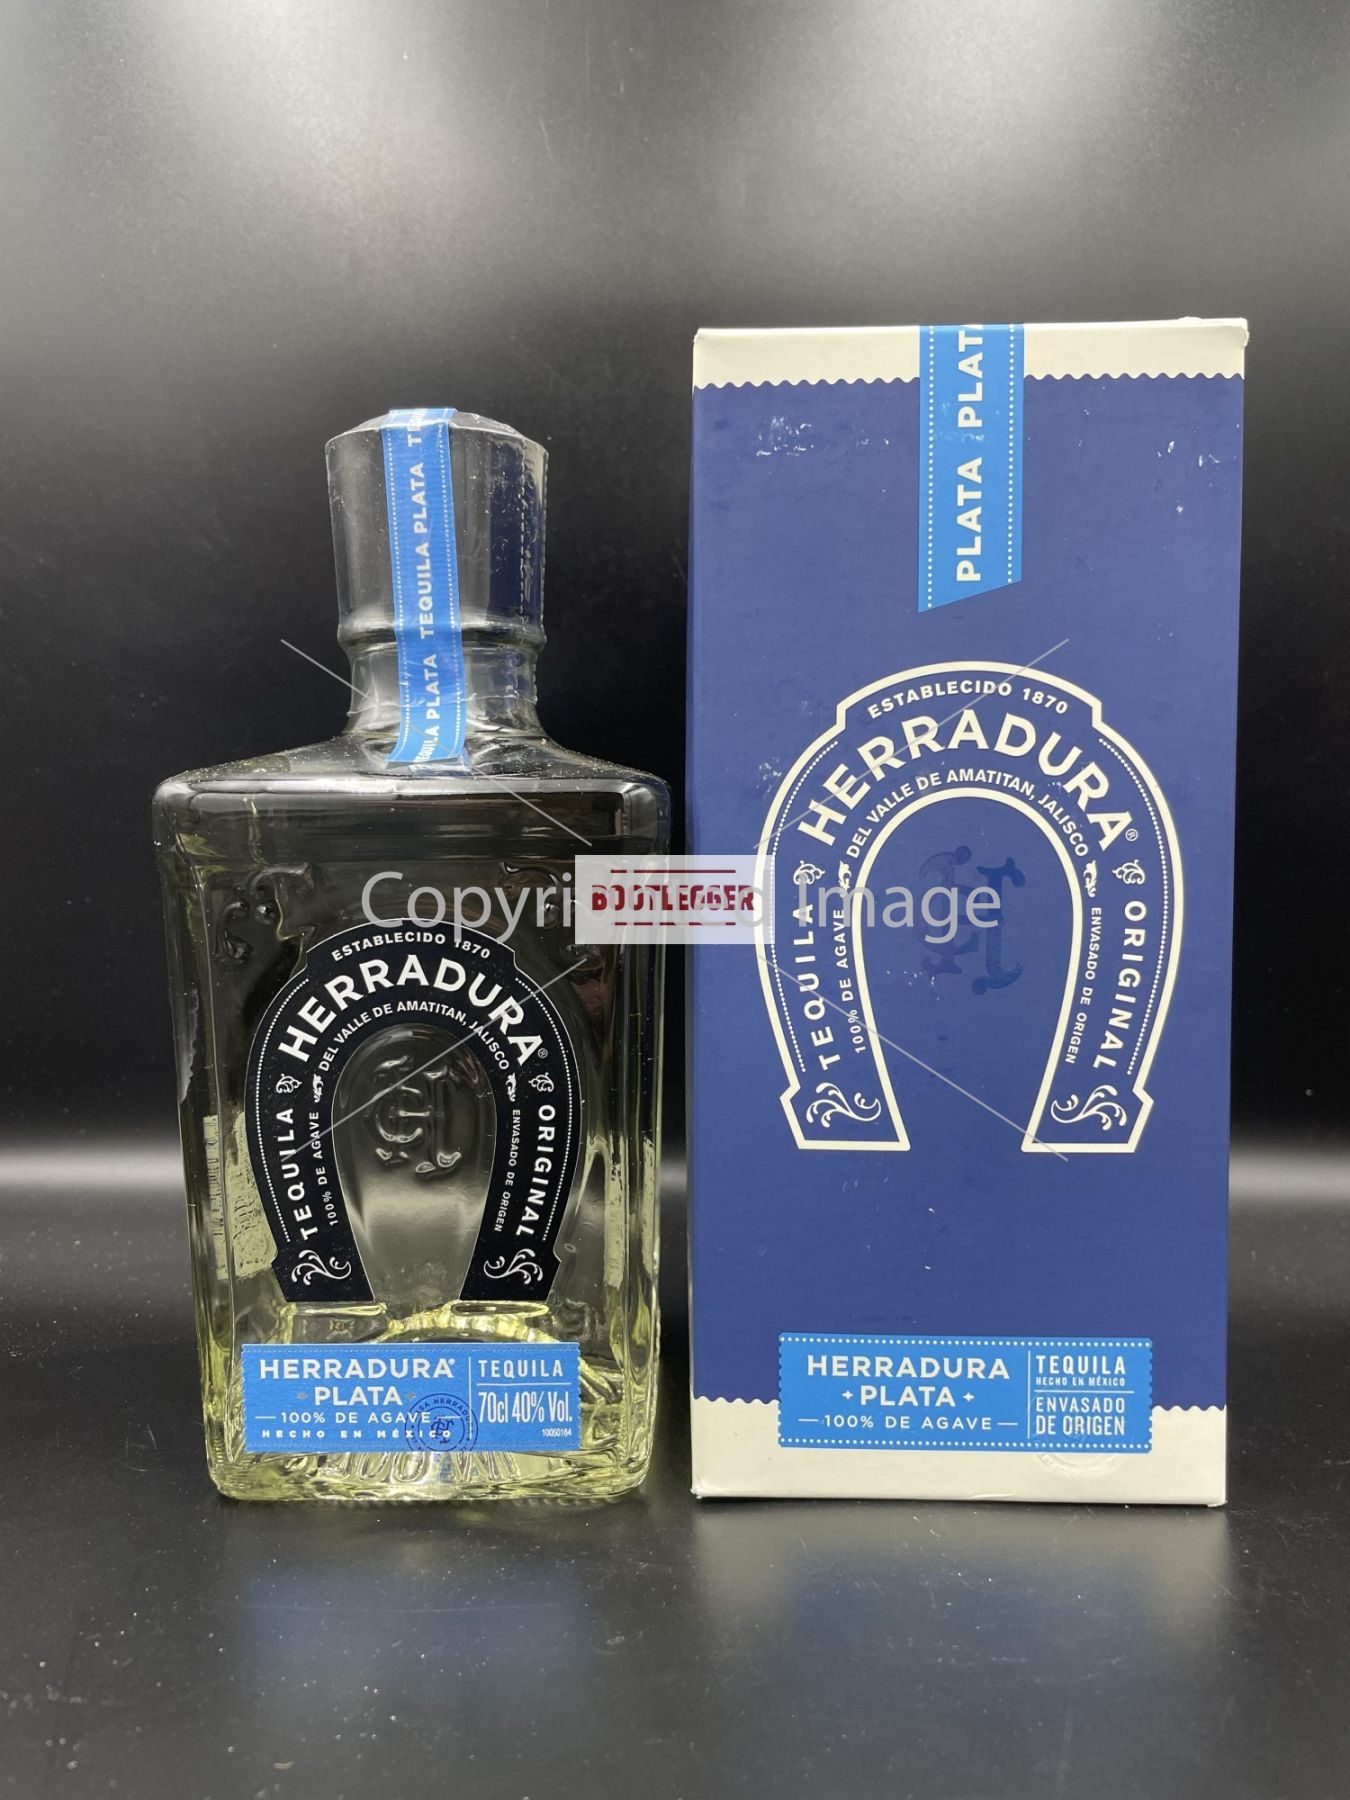 TEQUILA PLATA TEQUILA PLATA
ESTABLECIDO 1870
HERRADURA®
DEL VALLE DE AMATITAN, JALISCO
TEQUILA
100% DE AGAVE
ENVASADO DE ORIGEN
ORIGINAL
HERRADURA®
PLATA
100% DE AGAVE
HECHO EN MÉXICO
TEQUILA
70cl 40% Vol.
10050164
CASA HERRADURA
PLATA PLATA
ESTABLECIDO 1870
HERRADURA®
DEL VALLE DE AMATITAN, JALISCO
TEQUILA
100% DE AGAVE
ENVASADO DE ORIGEN
ORIGINAL
HERRADURA
PLATA
100% DE AGAVE
TEQUILA
HECHO EN MÉXICO
ENVASADO
DE ORIGEN
Copyrighted Image
BOOTLEGGER